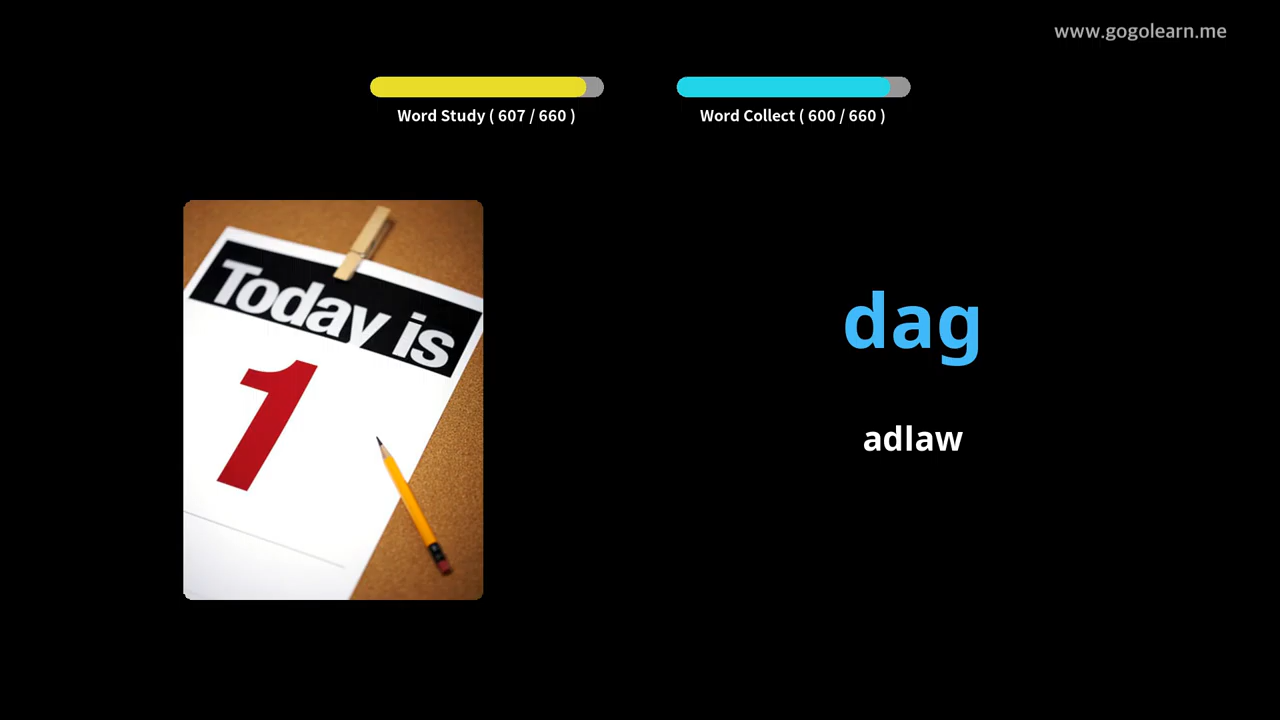 www.gogolearn.me
Word Study ( 607 / 660 )
Word Collect ( 600 / 660 )
Today is
1
dag
adlaw